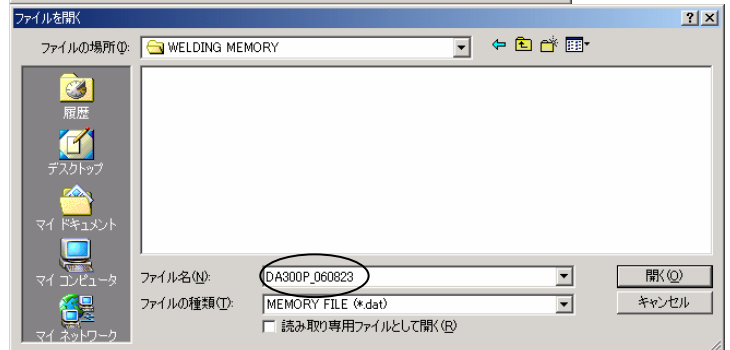 ファイルを開く
ファイルの場所(I):
WELDING MEMORY
履歴
デスクトップ
マイ ドキュメント
マイ コンピュータ
マイ ネットワーク
ファイル名(N):
DA300P_060823
開く(O)
ファイルの種類(T):
MEMORY FILE (*.dat)
キャンセル
読み取り専用ファイルとして開く(R)